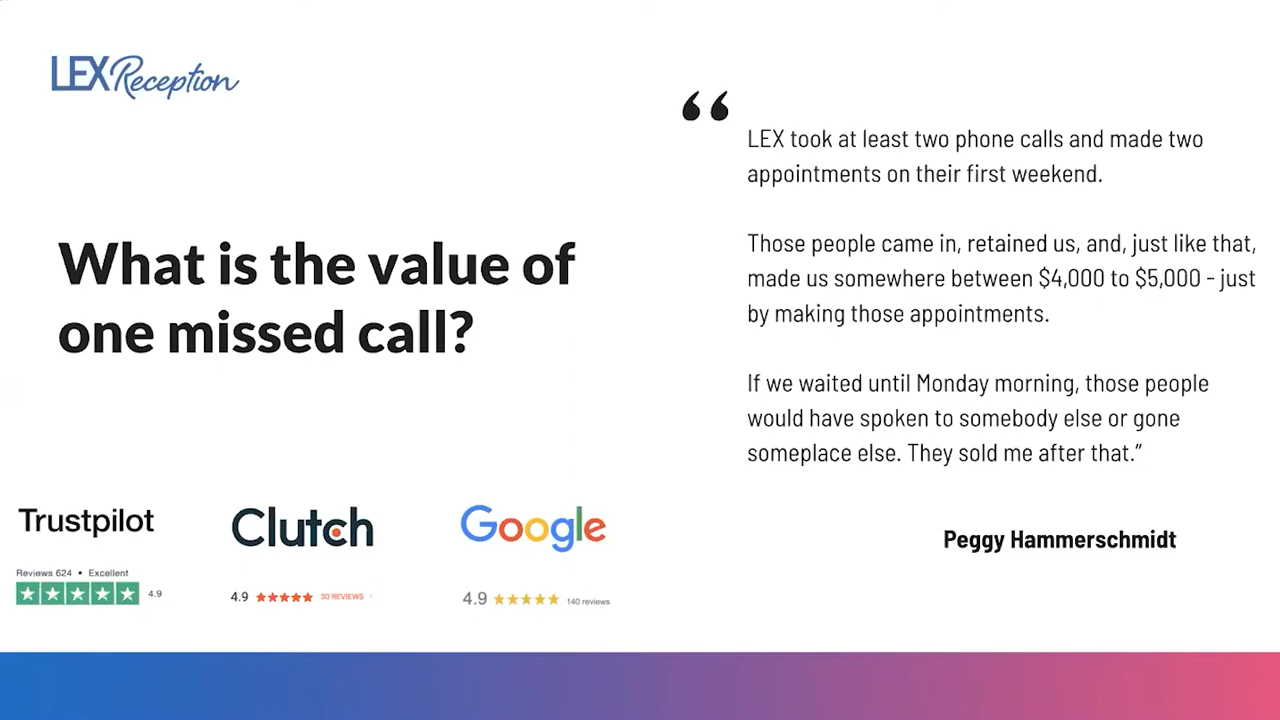 LEX Reception
What is the value of
one missed call?
“
LEX took at least two phone calls and made two
appointments on their first weekend.
Those people came in, retained us, and, just like that,
made us somewhere between $4,000 to $5,000 - just
by making those appointments.
If we waited until Monday morning, those people
would have spoken to somebody else or gone
someplace else. They sold me after that.”
Peggy Hammerschmidt
Trustpilot
Reviews 624 • Excellent
4.9
Clutch
4.9 30 REVIEWS
Google
4.9 140 reviews